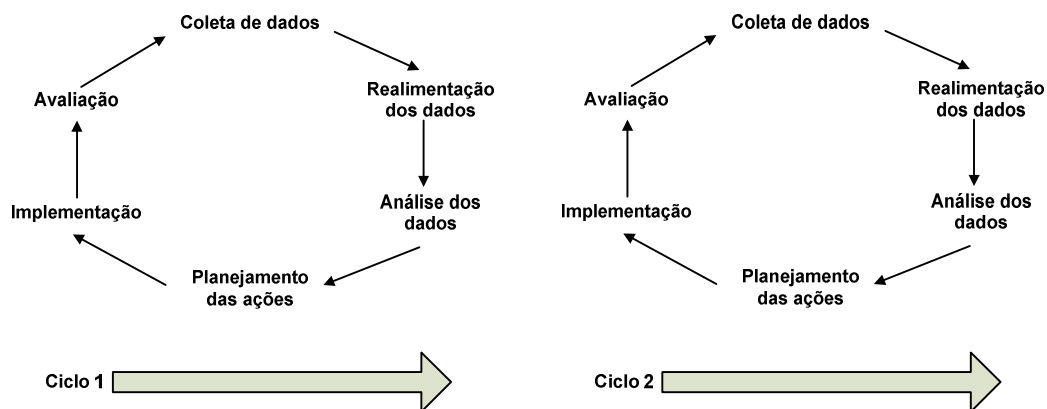 Coleta de dados
Realimentação
dos dados
Análise dos
dados
Planejamento
das ações
Implementação
Avaliação
Ciclo 1
Coleta de dados
Realimentação
dos dados
Análise dos
dados
Planejamento
das ações
Implementação
Avaliação
Ciclo 2